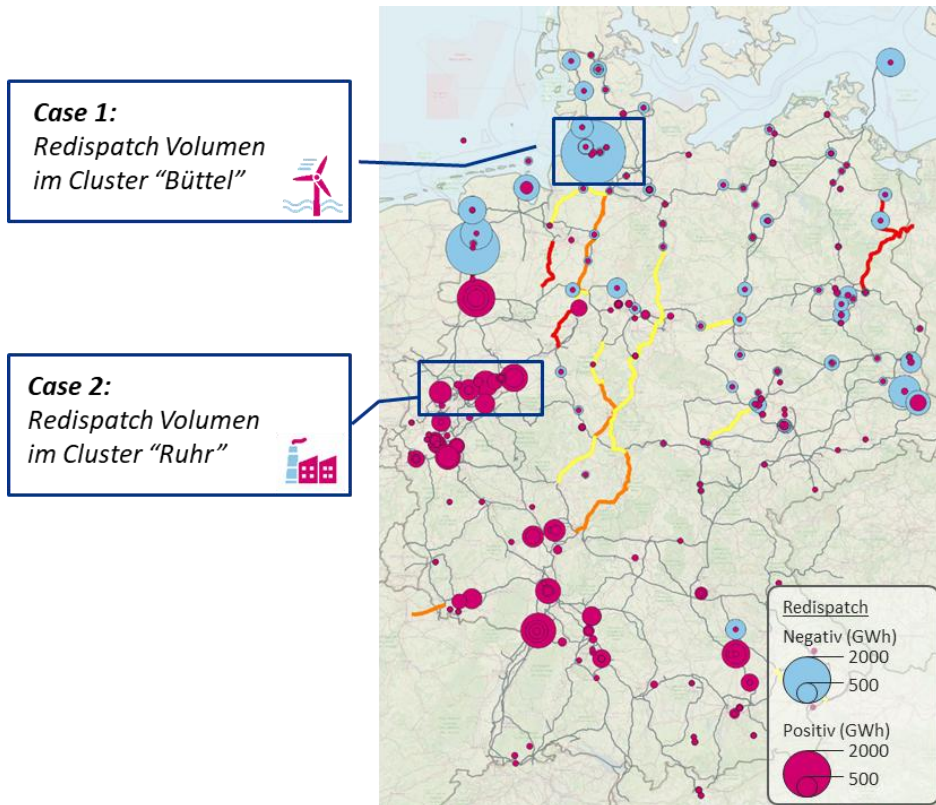 Case 1:
Redispatch Volumen
im Cluster “Büttel”
Case 2:
Redispatch Volumen
im Cluster “Ruhr”
Redispatch
Negativ (GWh)
2000
500
Positiv (GWh)
2000
500